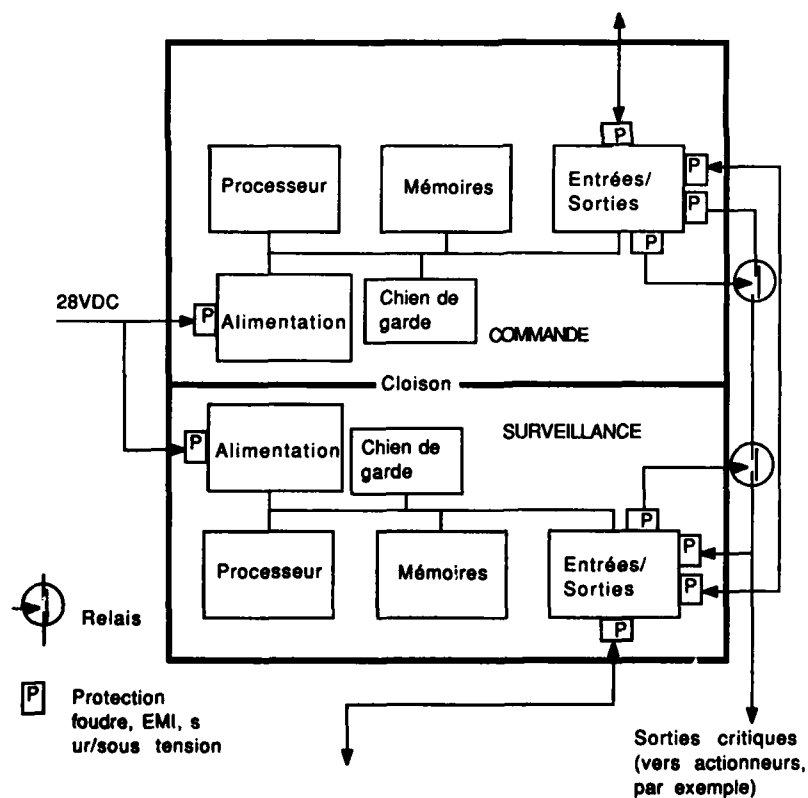 P
Processeur
Mémoires
Entrées/
Sorties
P
P
P
28VDC
P
Alimentation
Chien de
garde
COMMANDE
Cloison
P
Alimentation
Chien de
garde
SURVEILLANCE
P
Processeur
Mémoires
Entrées/
Sorties
P
P
P
Relais
P
Protection
foudre, EMI, s
ur/sous tension
Sorties critiques
(vers actionneurs,
par exemple)